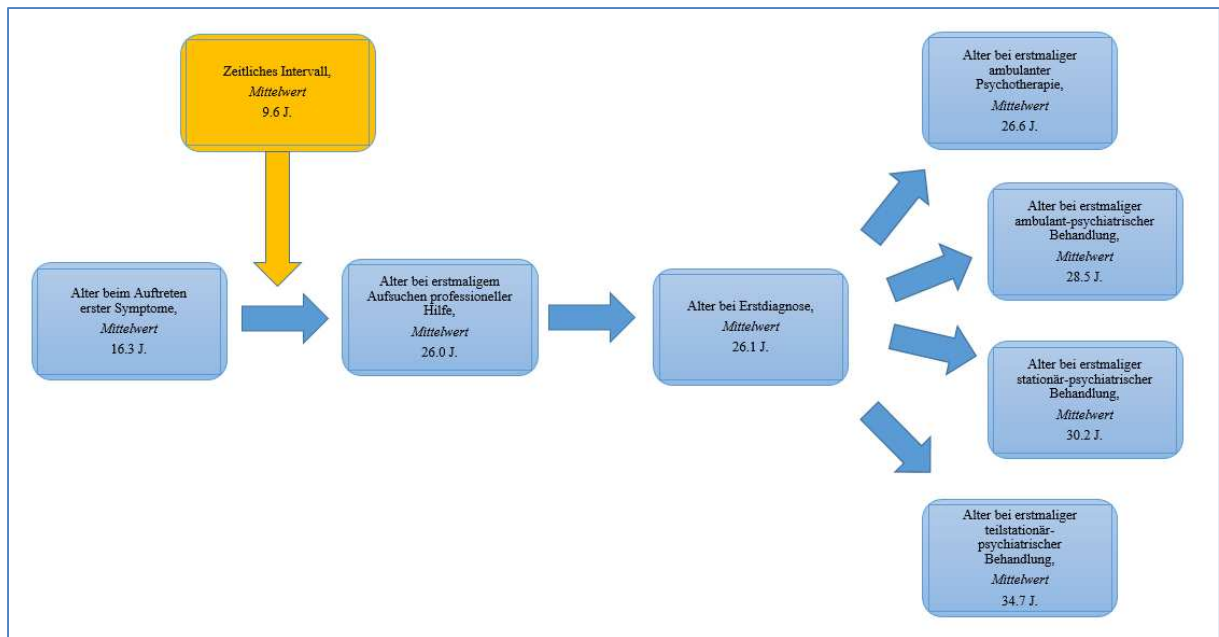 Zeitliches Intervall,
Mittelwert
9.6 J.
Alter beim Auftreten
erster Symptome,
Mittelwert
16.3 J.
Alter bei erstmaligem
Aufsuchen professioneller
Hilfe,
Mittelwert
26.0 J.
Alter bei Erstdiagnose,
Mittelwert
26.1 J.
Alter bei erstmaliger
ambulanter
Psychotherapie,
Mittelwert
26.6 J.
Alter bei erstmaliger
ambulant-psychiatrischer
Behandlung,
Mittelwert
28.5 J.
Alter bei erstmaliger
stationär-psychiatrischer
Behandlung,
Mittelwert
30.2 J.
Alter bei erstmaliger
teilstationär-
psychiatrischer
Behandlung,
Mittelwert
34.7 J.